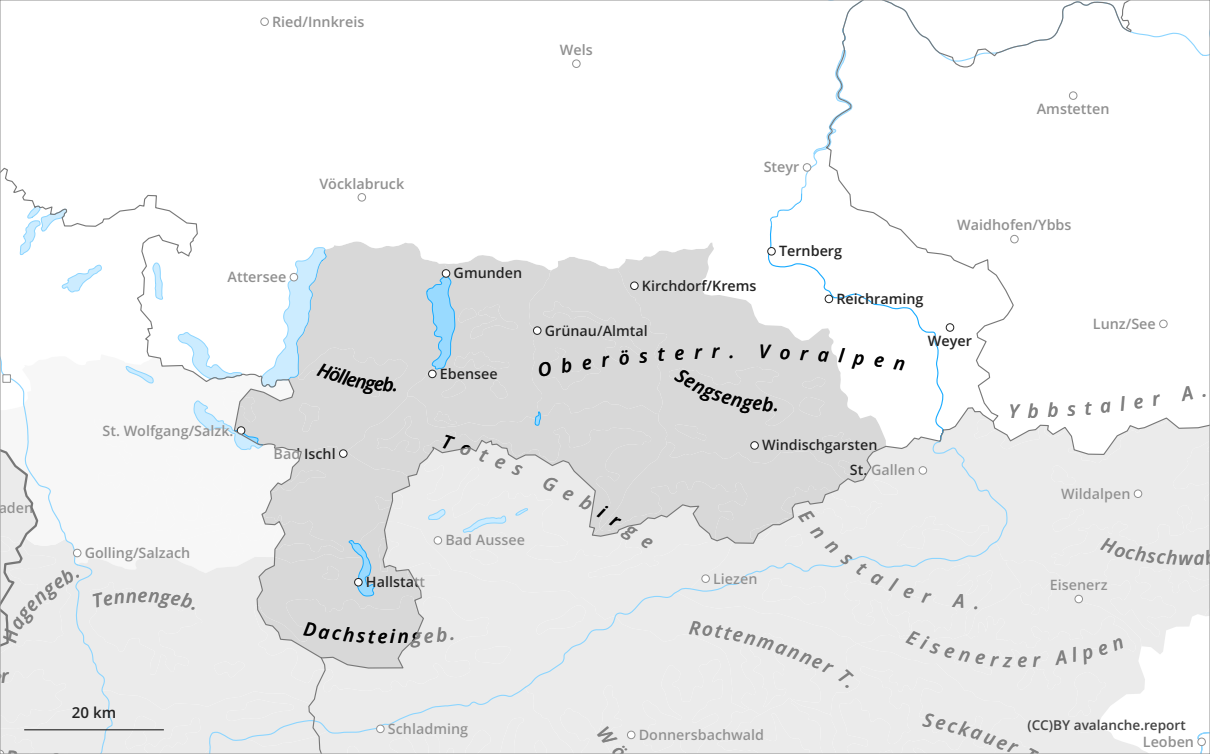 Ried/Innkreis
Wels
Amstetten
Steyr
Vöcklabruck
Waidhofen/Ybbs
Ternberg
Attersee
Gmunden
Kirchdorf/Krems
Reichraming
Lunz/See
Grünau/Almtal
Weyer
Oberösterr. Voralpen
Höllengeb.
Ebensee
Sengsengeb.
Ybbstaler A.
St. Wolfgang/Salzk.
Totes Gebirge
Windischgarsten
Bad Ischl
St. Gallen
Wildalpen
aden
Ennstaler A.
Bad Aussee
Golling/Salzach
Hochschwab
Hallstatt
Liezen
Eisenerz
Hagengeb.
Tennengeb.
Dachsteingeb.
Rottenmanner T.
Eisenerzer Alpen
r
20 km
Schladming
Donnersbachwald
Wö
Seckauer T
(CC)BY avalanche.report
Leoben